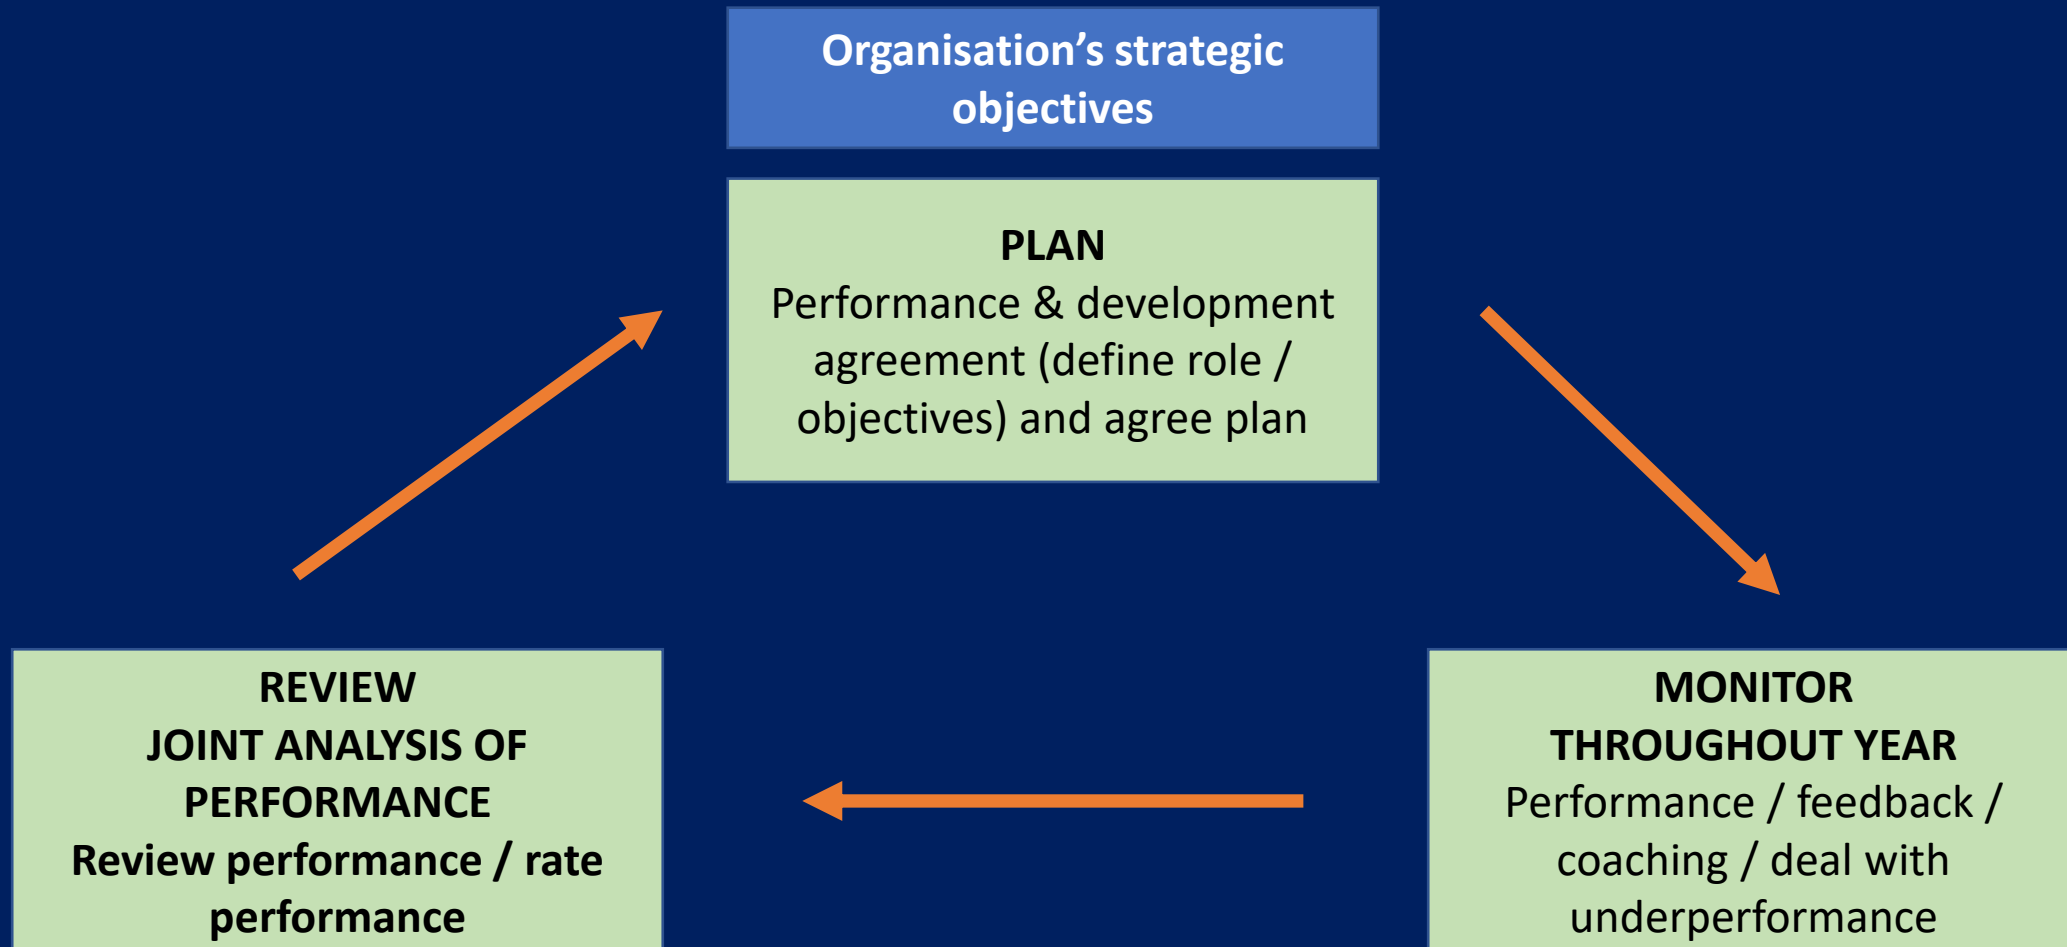 Organisation’s strategic
objectives
PLAN
Performance & development
agreement (define role /
objectives) and agree plan
REVIEW
JOINT ANALYSIS OF
PERFORMANCE
Review performance / rate
performance
MONITOR
THROUGHOUT YEAR
Performance / feedback /
coaching / deal with
underperformance